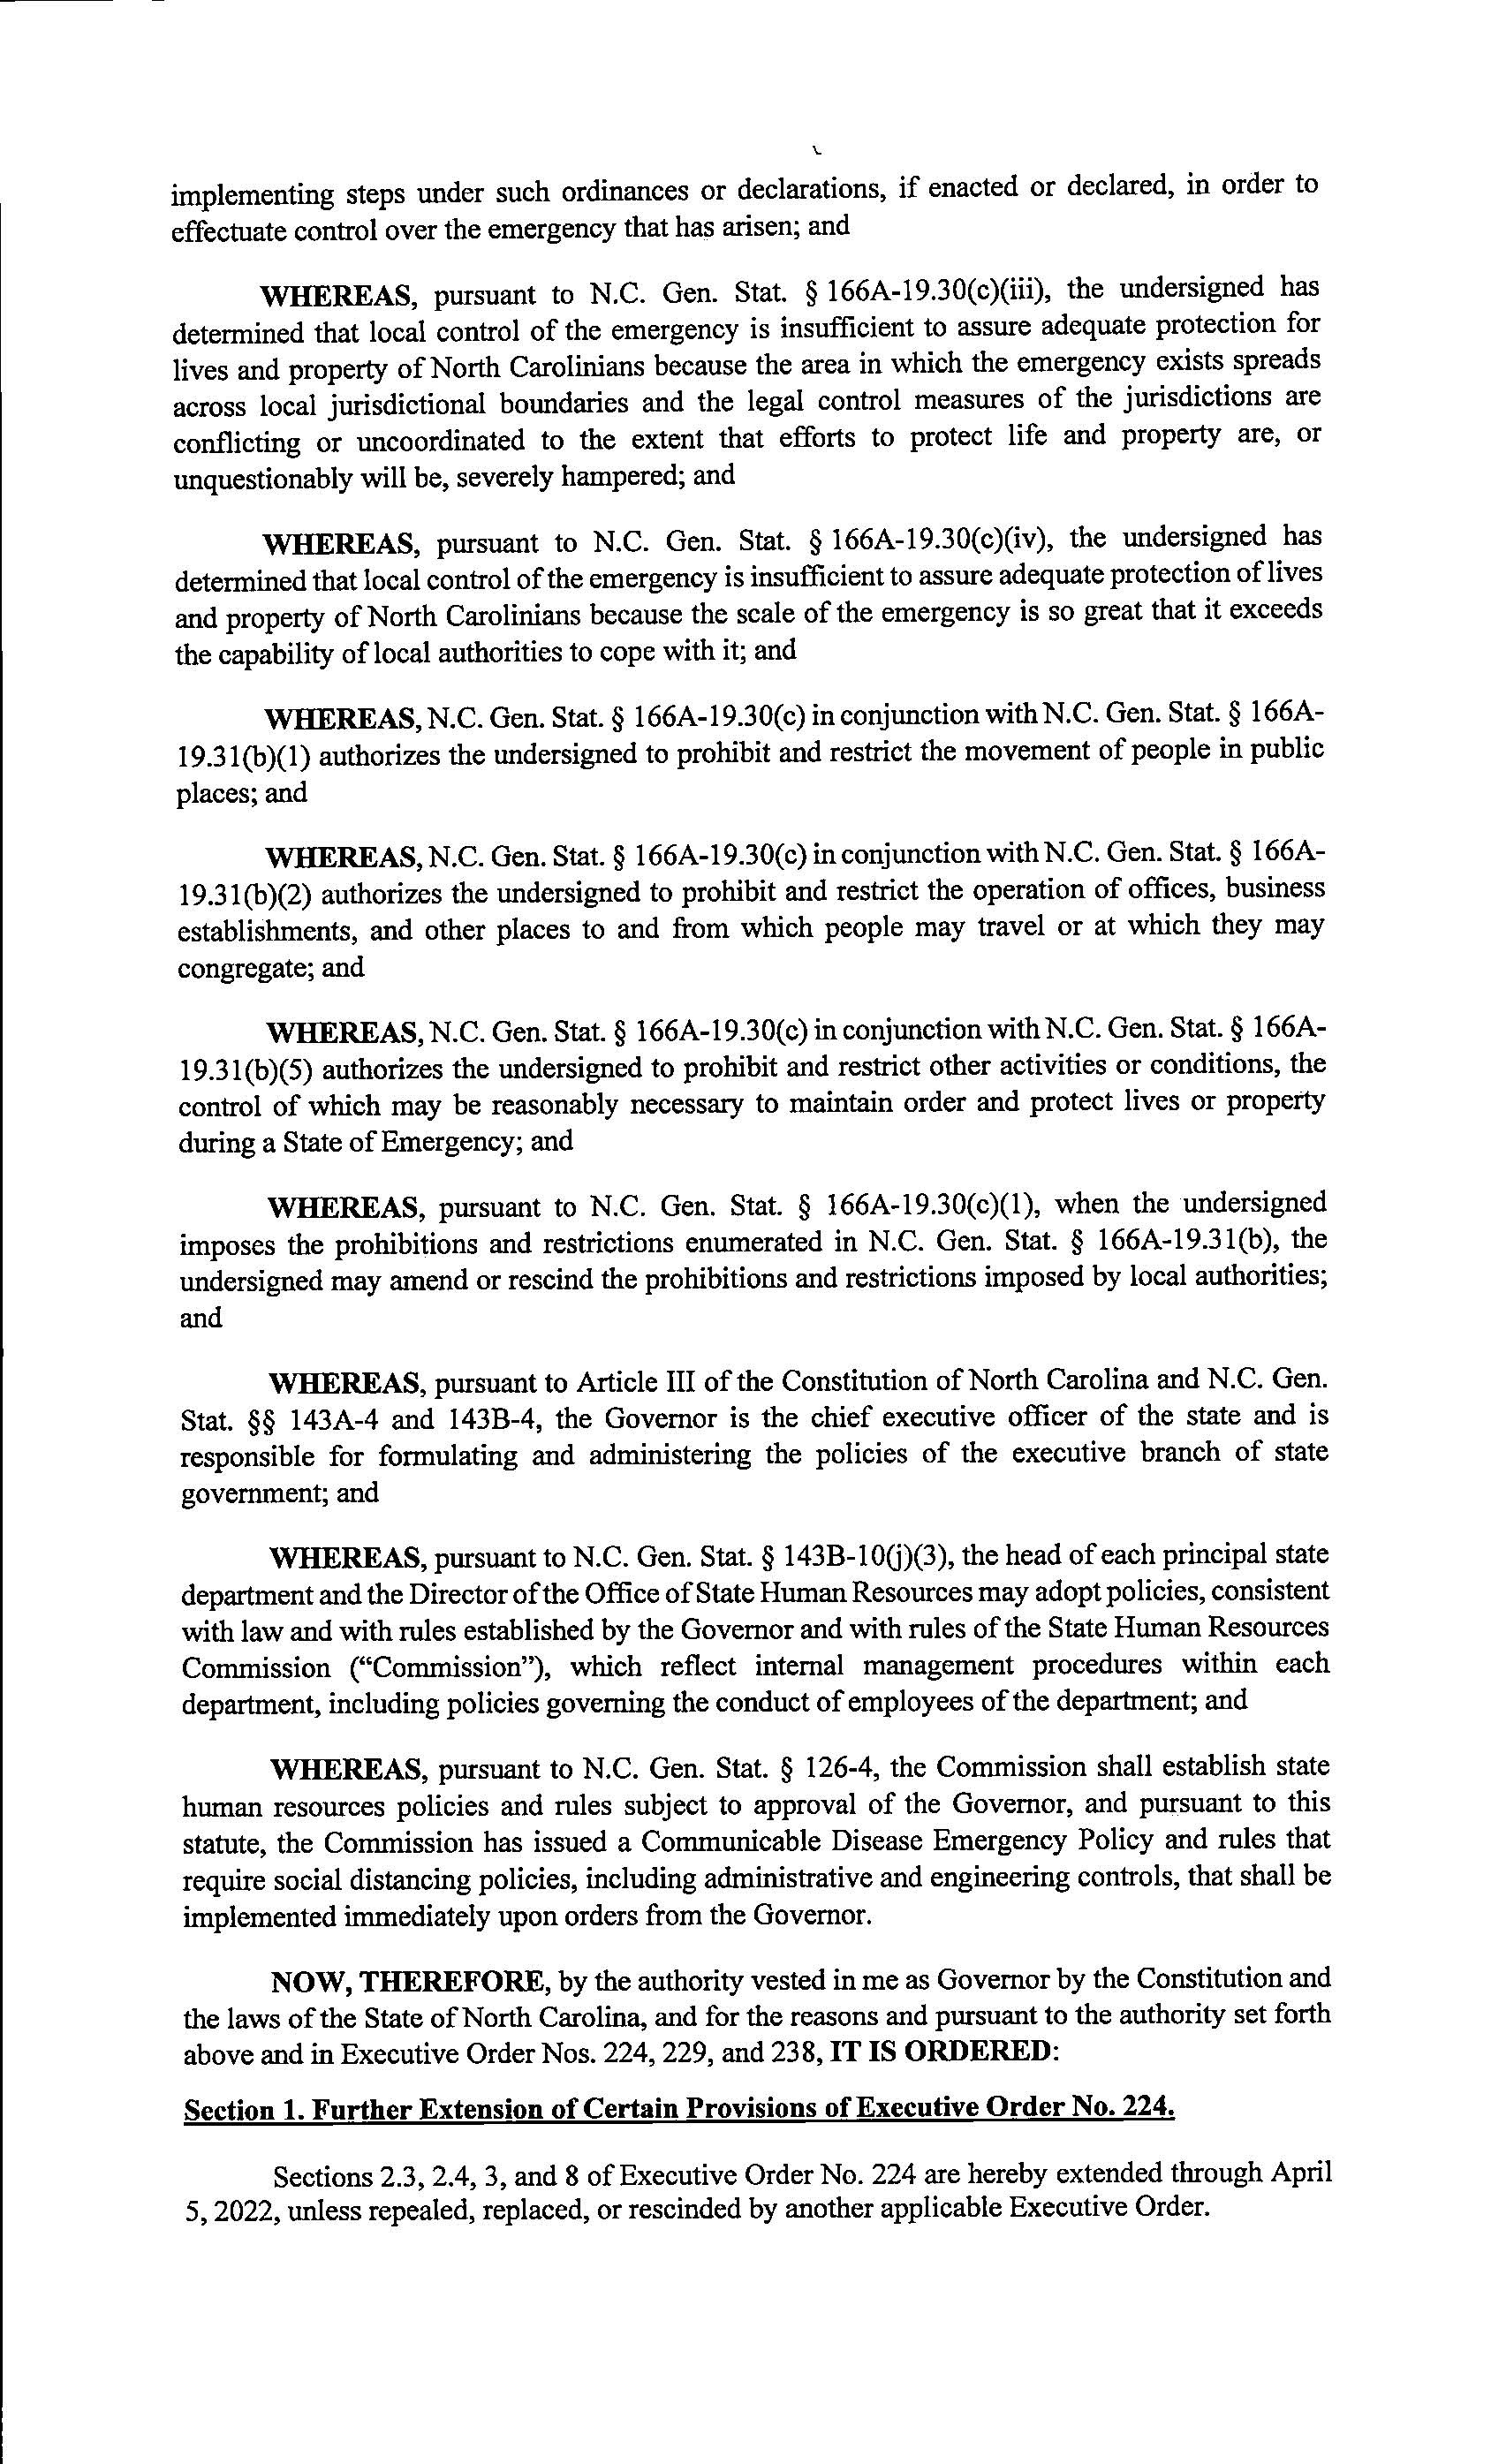 implementing steps under such ordinances or declarations, if enacted or declared, in order to
effectuate control over the emergency that has arisen; and
WHEREAS, pursuant to N.C. Gen. Stat. § 166A-19.30(c)(iii), the undersigned has
determined that local control of the emergency is insufficient to assure adequate protection for
lives and property of North Carolinians because the area in which the emergency exists spreads
across local jurisdictional boundaries and the legal control measures of the jurisdictions are
conflicting or uncoordinated to the extent that efforts to protect life and property are, or
unquestionably will be, severely hampered; and
WHEREAS, pursuant to N.C. Gen. Stat. § 166A-19.30(c)(iv), the undersigned has
determined that local control of the emergency is insufficient to assure adequate protection of lives
and property of North Carolinians because the scale of the emergency is so great that it exceeds
the capability of local authorities to cope with it; and
WHEREAS, N.C. Gen. Stat. § 166A-19.30(c) in conjunction with N.C. Gen. Stat. § 166A-
19.31(b)(1) authorizes the undersigned to prohibit and restrict the movement of people in public
places; and
WHEREAS, N.C. Gen. Stat. § 166A-19.30(c) in conjunction with N.C. Gen. Stat. § 166A-
19.31(b)(2) authorizes the undersigned to prohibit and restrict the operation of offices, business
establishments, and other places to and from which people may travel or at which they may
congregate; and
WHEREAS, N.C. Gen. Stat. § 166A-19.30(c) in conjunction with N.C. Gen. Stat. § 166A-
19.31(b)(5) authorizes the undersigned to prohibit and restrict other activities or conditions, the
control of which may be reasonably necessary to maintain order and protect lives or property
during a State of Emergency; and
WHEREAS, pursuant to N.C. Gen. Stat. § 166A-19.30(c)(1), when the undersigned
imposes the prohibitions and restrictions enumerated in N.C. Gen. Stat. § 166A-19.31(b), the
undersigned may amend or rescind the prohibitions and restrictions imposed by local authorities;
and
WHEREAS, pursuant to Article III of the Constitution of North Carolina and N.C. Gen.
Stat. §§ 143A-4 and 143B-4, the Governor is the chief executive officer of the state and is
responsible for formulating and administering the policies of the executive branch of state
government; and
WHEREAS, pursuant to N.C. Gen. Stat. § 143B-10(j)(3), the head of each principal state
department and the Director of the Office of State Human Resources may adopt policies, consistent
with law and with rules established by the Governor and with rules of the State Human Resources
Commission (“Commission”), which reflect internal management procedures within each
department, including policies governing the conduct of employees of the department; and
WHEREAS, pursuant to N.C. Gen. Stat. § 126-4, the Commission shall establish state
human resources policies and rules subject to approval of the Governor, and pursuant to this
statute, the Commission has issued a Communicable Disease Emergency Policy and rules that
require social distancing policies, including administrative and engineering controls, that shall be
implemented immediately upon orders from the Governor.
NOW, THEREFORE, by the authority vested in me as Governor by the Constitution and
the laws of the State of North Carolina, and for the reasons and pursuant to the authority set forth
above and in Executive Order Nos. 224, 229, and 238, IT IS ORDERED:
Section 1. Further Extension of Certain Provisions of Executive Order No. 224.
Sections 2.3, 2.4, 3, and 8 of Executive Order No. 224 are hereby extended through April
5, 2022, unless repealed, replaced, or rescinded by another applicable Executive Order.